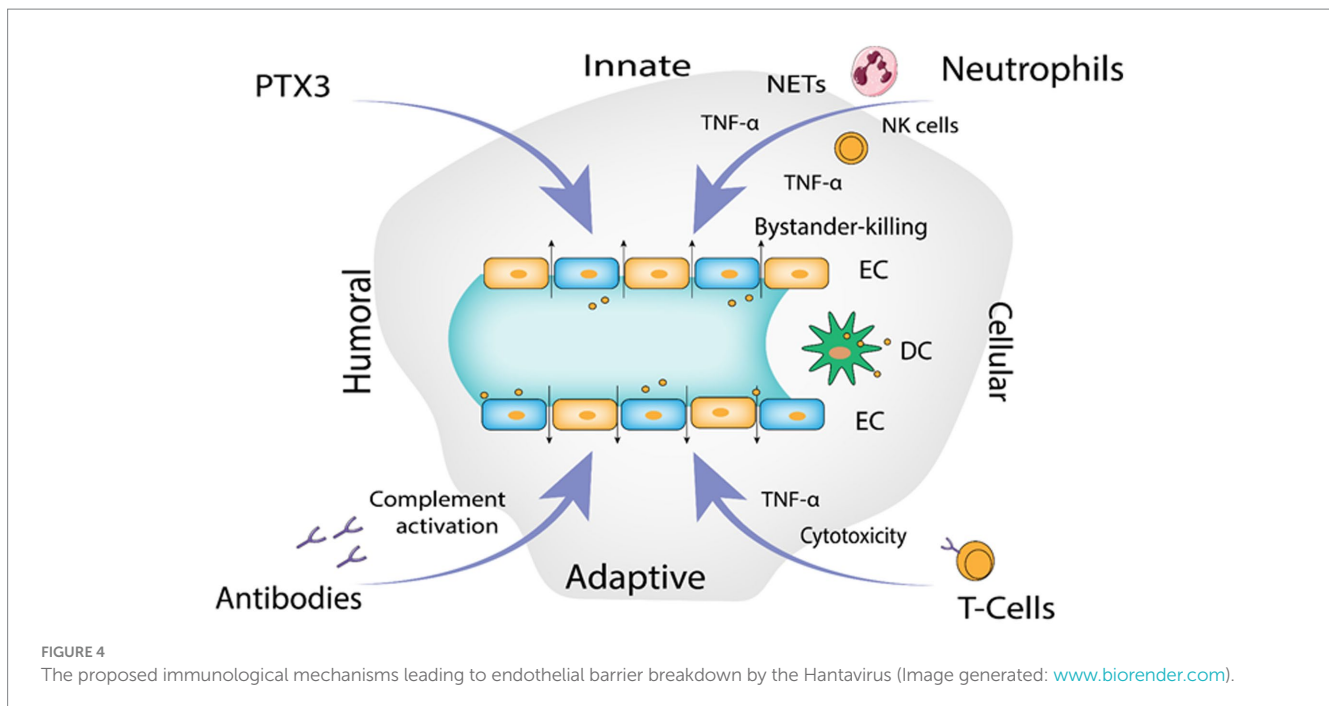 Innate
PTX3
NETs
Neutrophils
TNF-α
NK cells
TNF-α
Bystander-killing
EC
Humoral
Cellular
DC
EC
Complement
activation
TNF-α
Cytotoxicity
Antibodies
Adaptive
T-Cells
FIGURE 4
The proposed immunological mechanisms leading to endothelial barrier breakdown by the Hantavirus (Image generated: www.biorender.com).